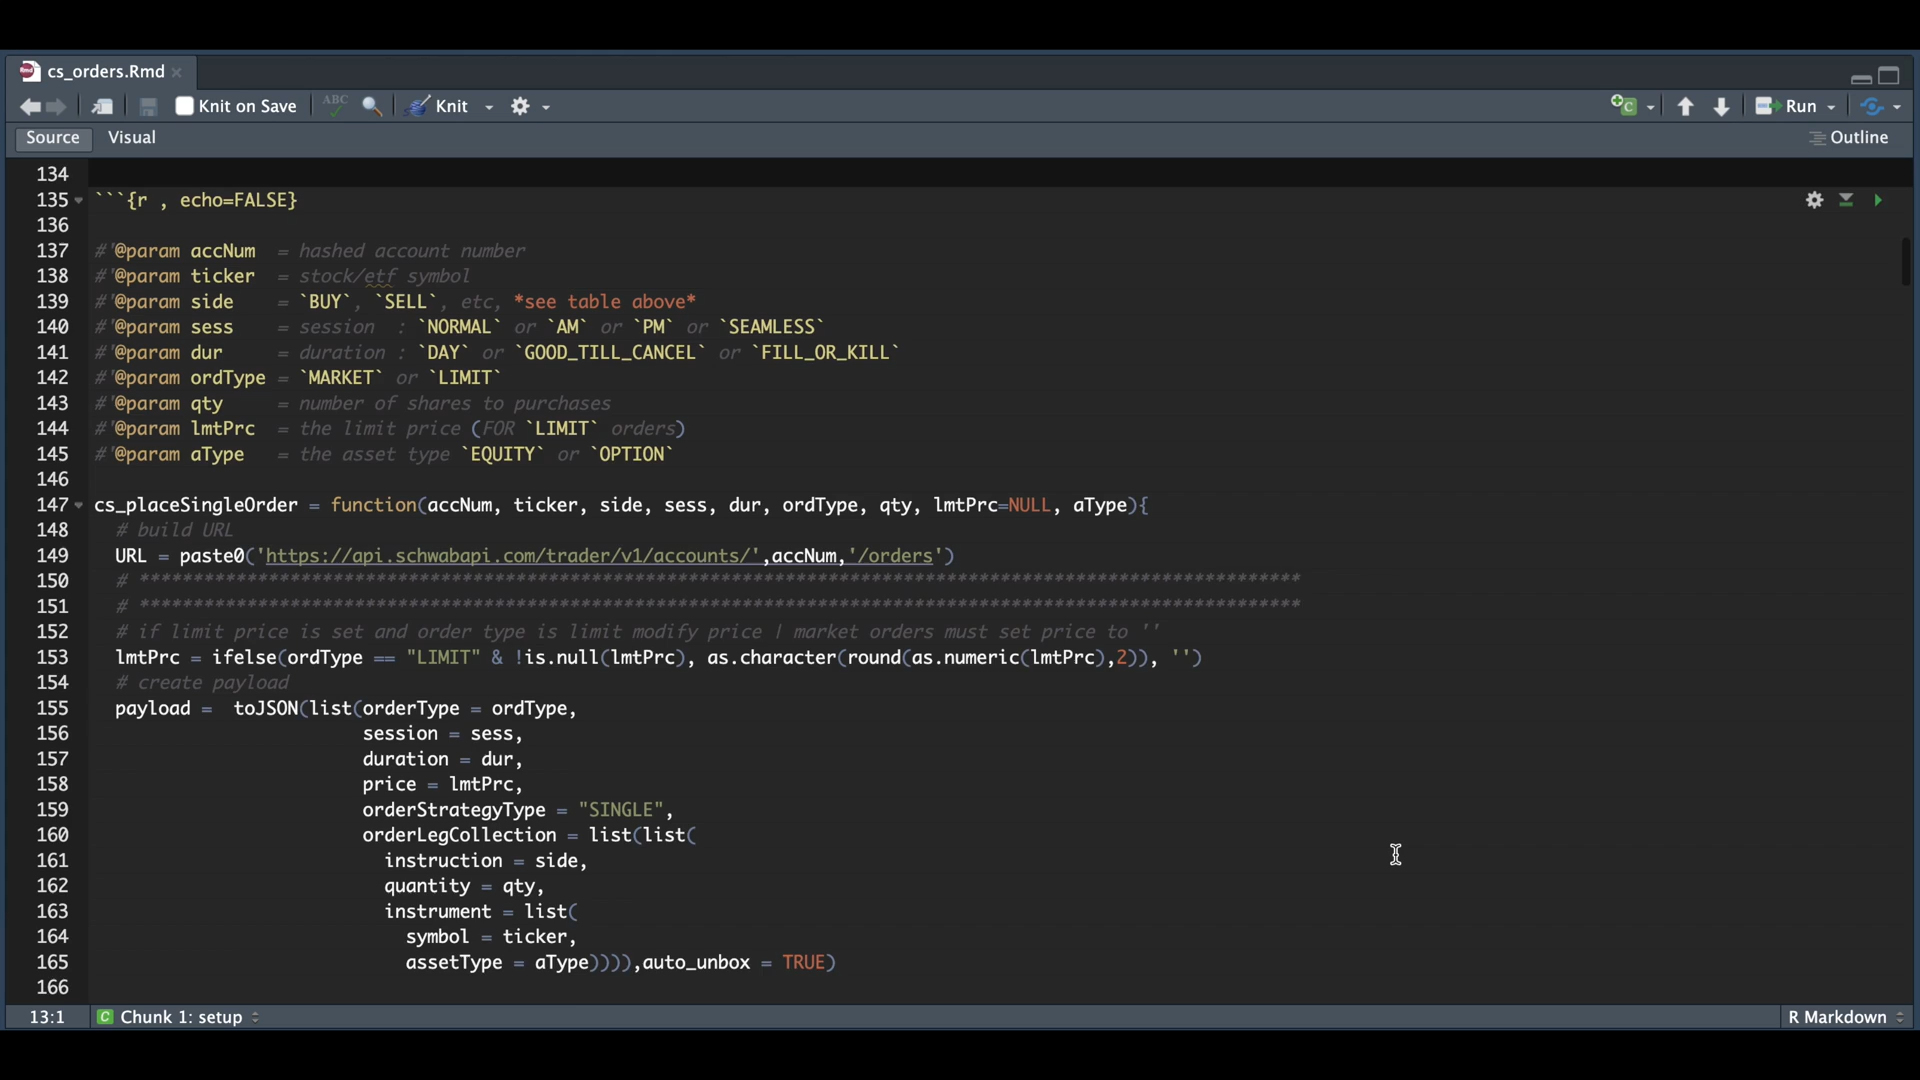 cs_orders.Rmd
Knit on Save ABC Knit Run
Source Visual Outline
134
135 ```{r , echo=FALSE}
136
137 #'@param accNum = hashed account number
138 #'@param ticker = stock/etf symbol
139 #'@param side = `BUY`, `SELL`, etc, *see table above*
140 #'@param sess = session : `NORMAL` or `AM` or `PM` or `SEAMLESS`
141 #'@param dur = duration : `DAY` or `GOOD_TILL_CANCEL` or `FILL_OR_KILL`
142 #'@param ordType = `MARKET` or `LIMIT`
143 #'@param qty = number of shares to purchases
144 #'@param lmtPrc = the limit price (FOR `LIMIT` orders)
145 #'@param aType = the asset type `EQUITY` or `OPTION`
146
147 cs_placeSingleOrder = function(accNum, ticker, side, sess, dur, ordType, qty, lmtPrc=NULL, aType){
148 # build URL
149 URL = paste0('https://api.schwabapi.com/trader/v1/accounts/',accNum,'/orders')
150 # ************************************************************************************************************
151 # ************************************************************************************************************
152 # if limit price is set and order type is limit modify price | market orders must set price to ''
153 lmtPrc = ifelse(ordType == "LIMIT" & !is.null(lmtPrc), as.character(round(as.numeric(lmtPrc),2)), '')
154 # create payload
155 payload = toJSON(list(orderType = ordType,
156 session = sess,
157 duration = dur,
158 price = lmtPrc,
159 orderStrategyType = "SINGLE",
160 orderLegCollection = list(list(
161 instruction = side,
162 quantity = qty,
163 instrument = list(
164 symbol = ticker,
165 assetType = aType)))),auto_unbox = TRUE)
166
13:1 C Chunk 1: setup R Markdown